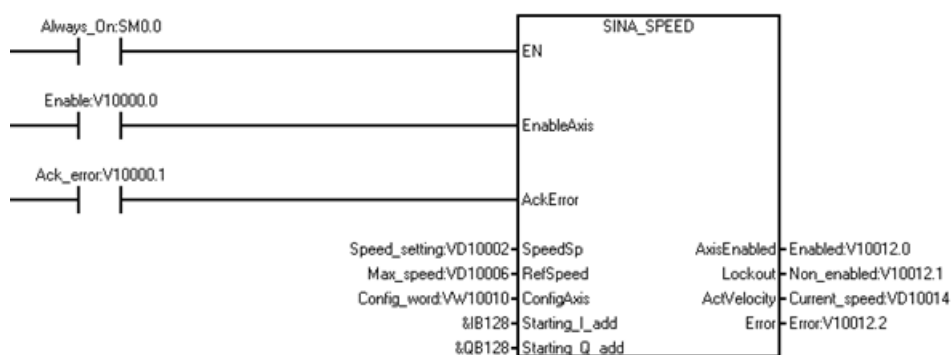 Always_On:SM0.0
SINA_SPEED
EN
Enable:V10000.0
EnableAxis
Ack_error:V10000.1
AckError
Speed_setting:VD10002 SpeedSp AxisEnabled Enabled:V10012.0
Max_speed:VD10006 RefSpeed Lockout Non_enabled:V10012.1
Config_word:VW10010 ConfigAxis ActVelocity Current_speed:VD10014
&IB128 Starting_I_add Error Error:V10012.2
&QB128 Starting_Q_add